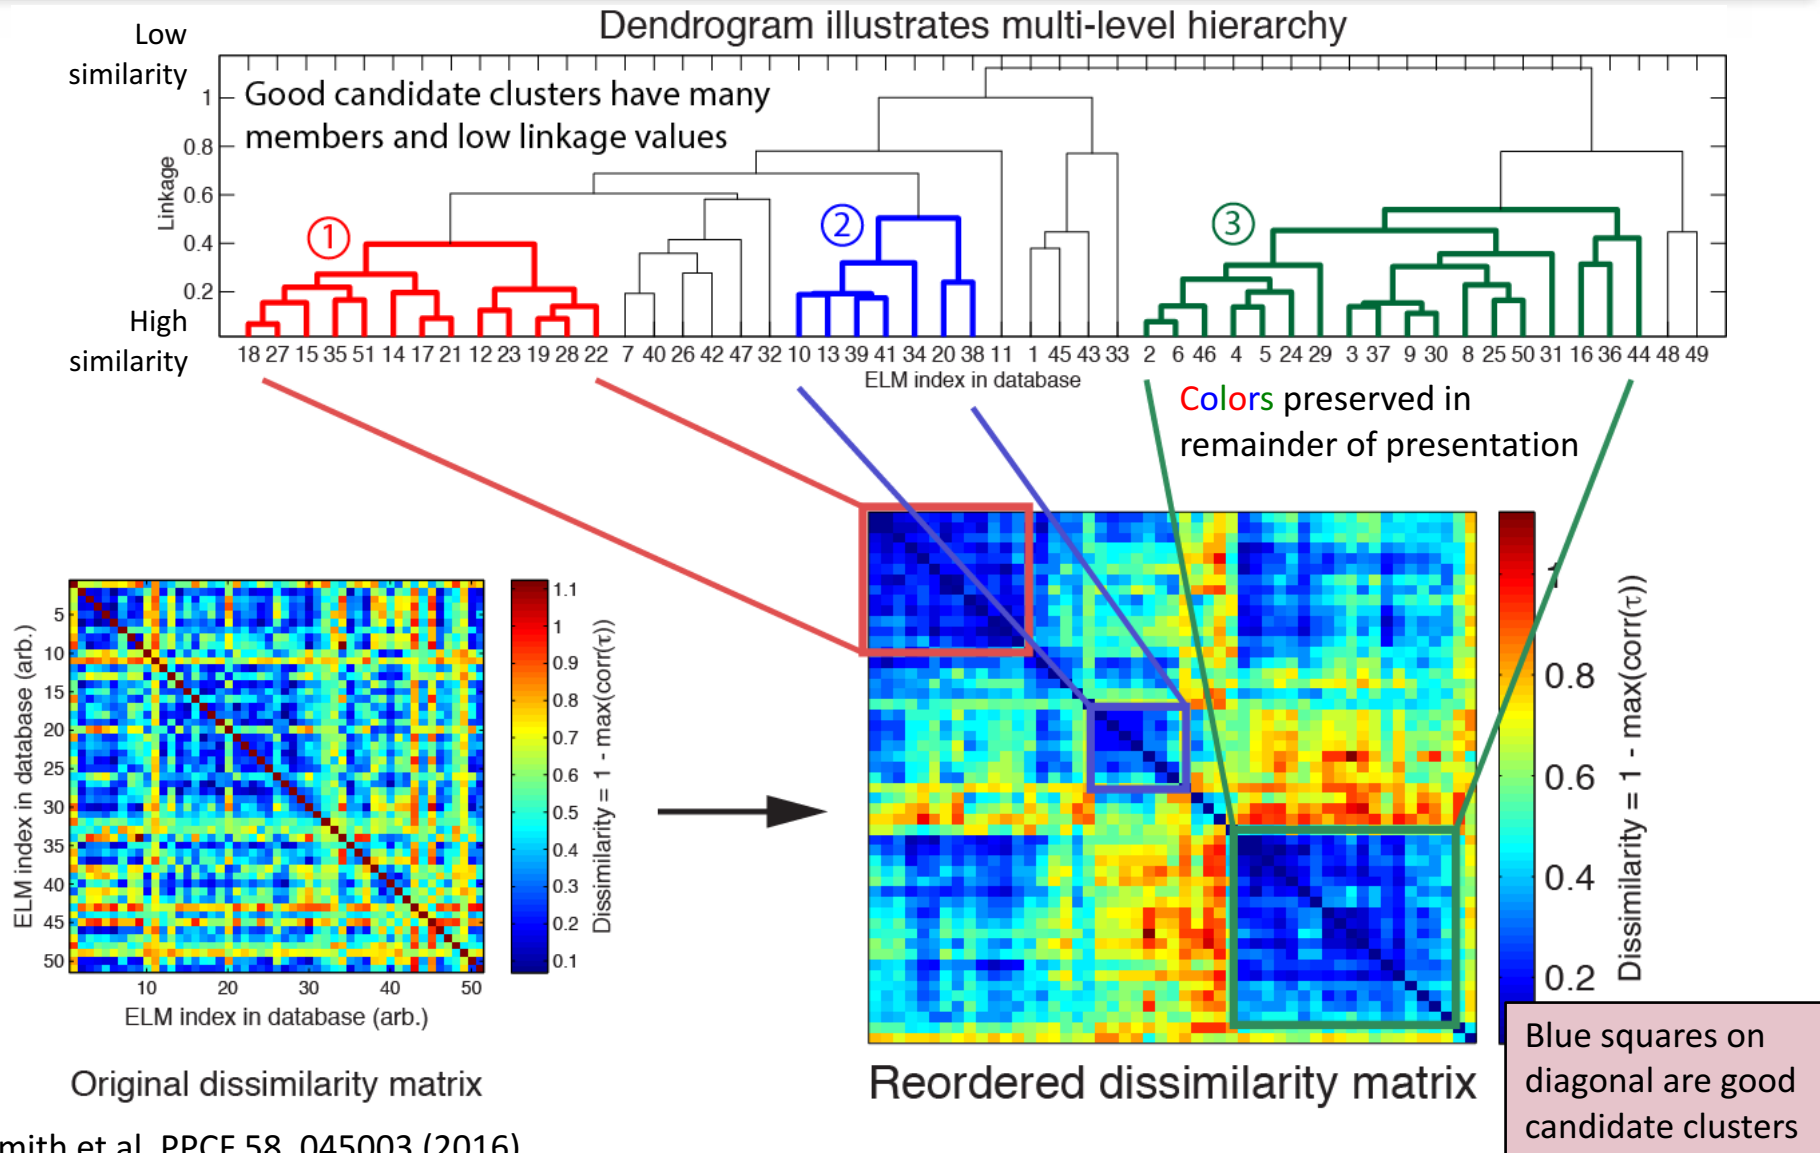 Dendrogram illustrates multi-level hierarchy
Low
similarity
Good candidate clusters have many
members and low linkage values
1
0.8
0.6
0.4
0.2
Linkage
1
2
3
High
similarity
18 27 15 35 51 14 17 21 12 23 19 28 22 7 40 26 42 47 32 10 13 39 41 34 20 38 11 1 45 43 33 2 6 46 4 5 24 29 3 37 9 30 8 25 50 31 16 36 44 48 49
ELM index in database
Colors preserved in
remainder of presentation
5
10
15
20
25
30
35
40
45
50
ELM index in database (arb.)
10 20 30 40 50
ELM index in database (arb.)
1.1
1
0.9
0.8
0.7
0.6
0.5
0.4
0.3
0.2
0.1
Dissimilarity = 1 - max(corr(τ))
Original dissimilarity matrix
1
0.8
0.6
0.4
0.2
Dissimilarity = 1 - max(corr(τ))
Reordered dissimilarity matrix
Blue squares on
diagonal are good
candidate clusters
et al, PPCF 58, 045003 (2016)